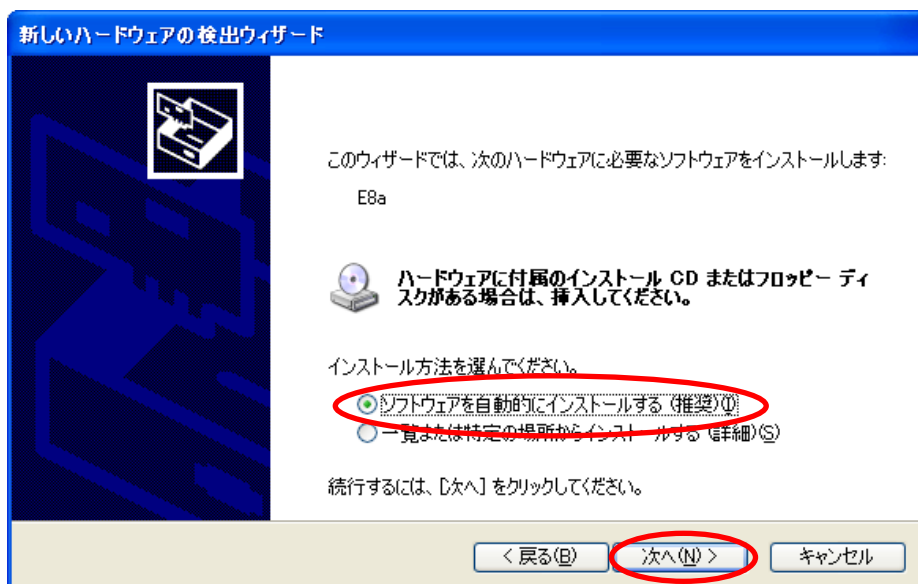 新しいハードウェアの検出ウィザード
このウィザードでは、次のハードウェアに必要なソフトウェアをインストールします:
E8a
ハードウェアに付属のインストール CD またはフロッピー ディ
スクがある場合は、挿入してください。
インストール方法を選んでください。
ソフトウェアを自動的にインストールする (推奨)(I)
一覧または特定の場所からインストールする (詳細)(S)
続行するには、[次へ] をクリックしてください。
< 戻る(B) 次へ(N) > キャンセル